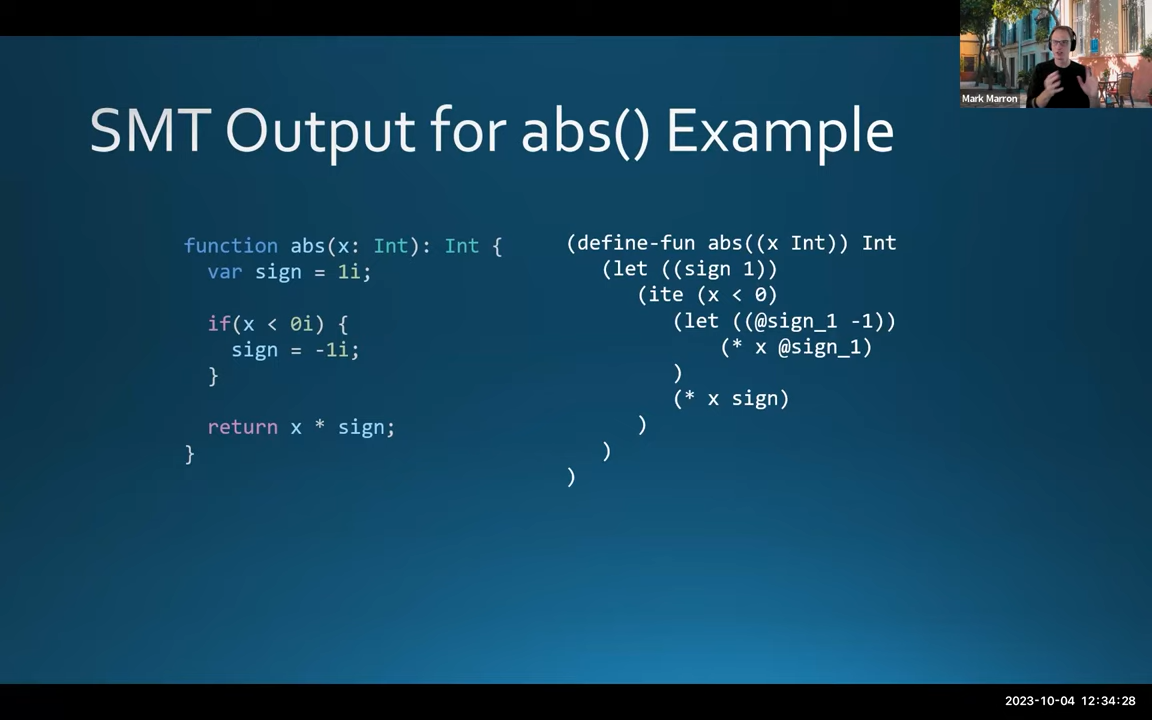 Mark Marron
SMT Output for abs() Example
function abs(x: Int): Int {
var sign = 1i;
if(x < 0i) {
sign = -1i;
}
return x * sign;
}
(define-fun abs((x Int)) Int
(let ((sign 1))
(ite (x < 0)
(let ((@sign_1 -1))
(* x @sign_1)
)
(* x sign)
)
)
)
2023-10-04 12:34:28